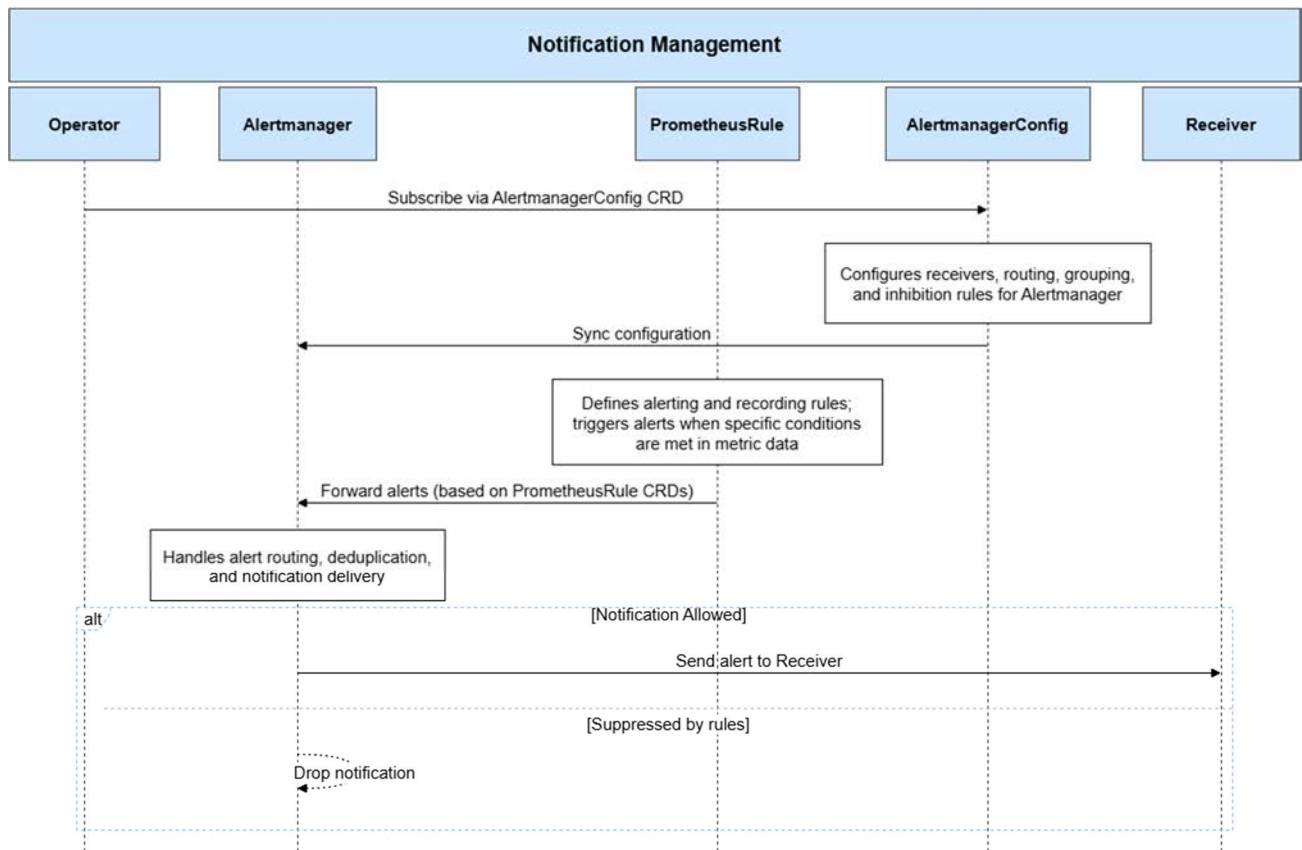 Notification Management
Operator
Alertmanager
PrometheusRule
AlertmanagerConfig
Receiver
Subscribe via AlertmanagerConfig CRD
Configures receivers, routing, grouping,
and inhibition rules for Alertmanager
Sync configuration
Defines alerting and recording rules;
triggers alerts when specific conditions
are met in metric data
Forward alerts (based on PrometheusRule CRDs)
Handles alert routing, deduplication,
and notification delivery
alt
[Notification Allowed]
Send alert to Receiver
[Suppressed by rules]
Drop notification